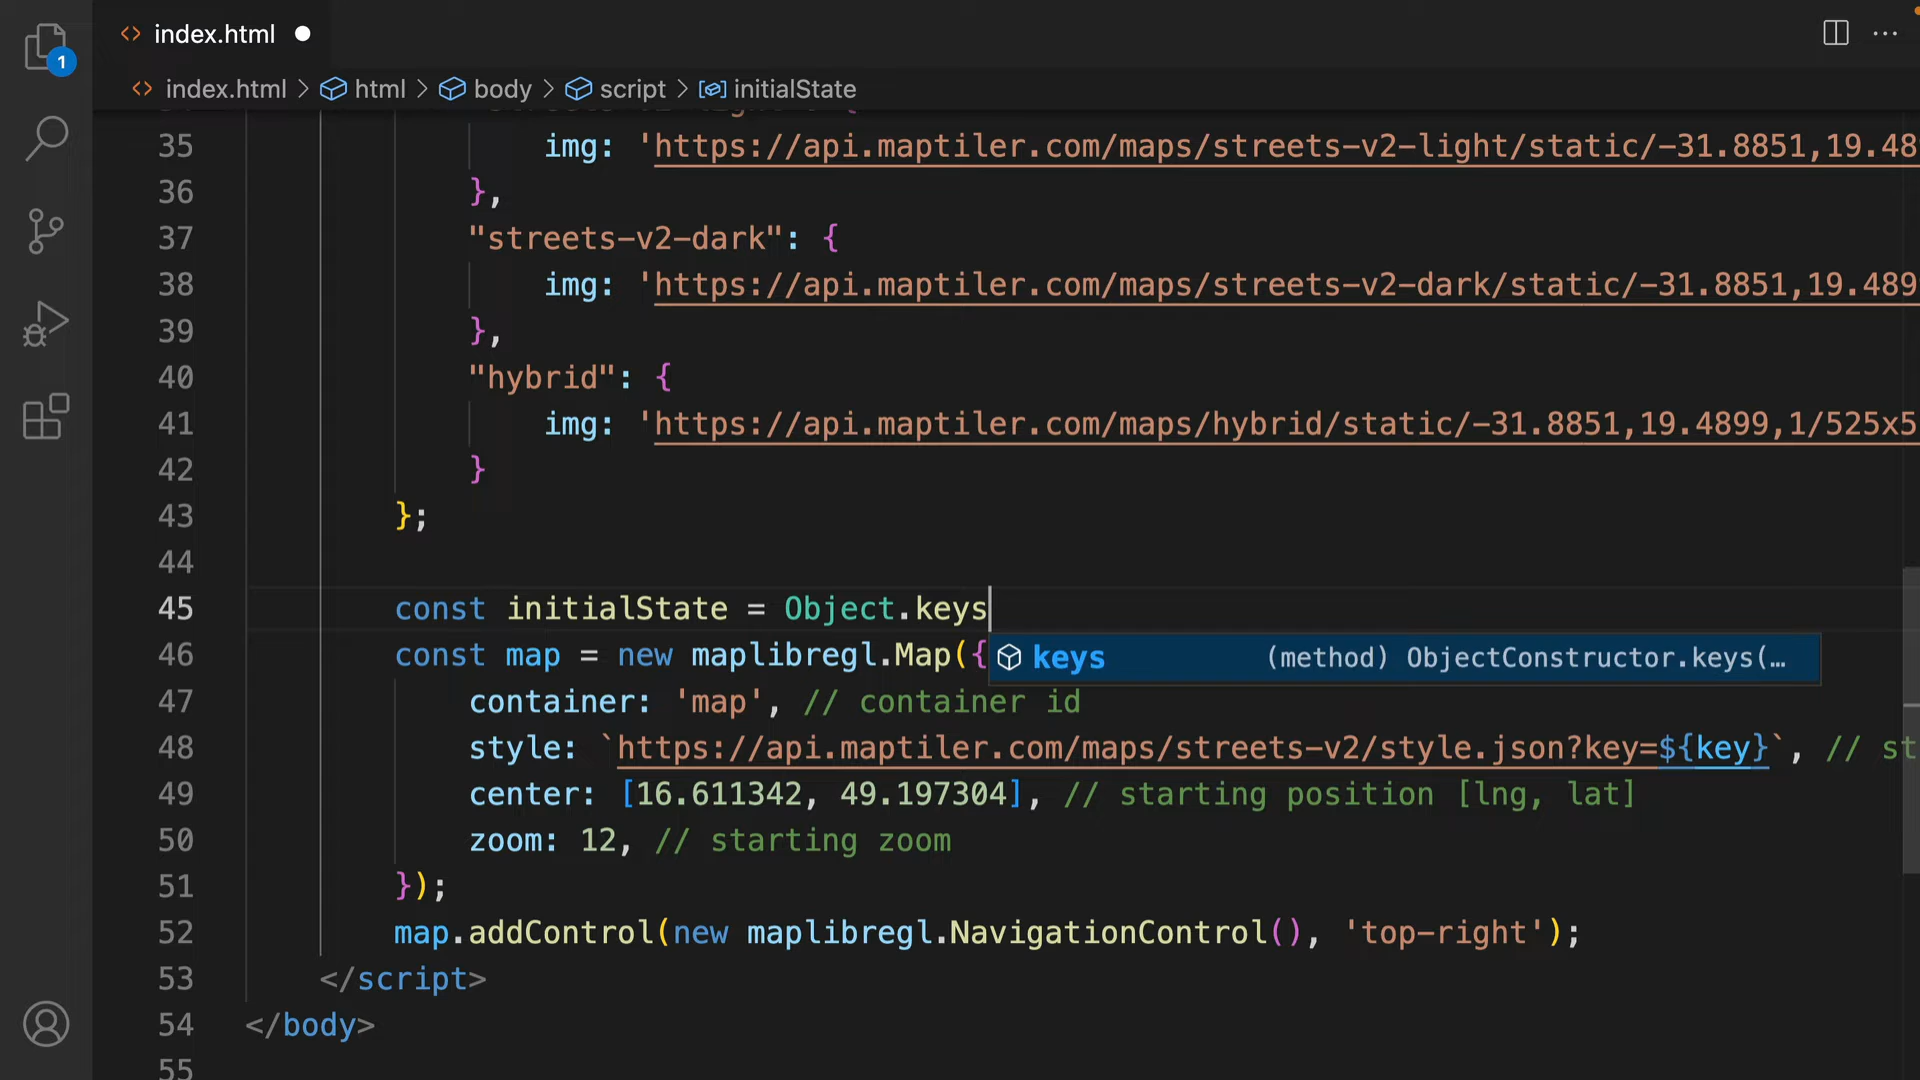 index.html
index.html > html > body > script > initialState
1
35 img: 'https://api.maptiler.com/maps/streets-v2-light/static/-31.8851,19.48
36 },
37 "streets-v2-dark": {
38 img: 'https://api.maptiler.com/maps/streets-v2-dark/static/-31.8851,19.489
39 },
40 "hybrid": {
41 img: 'https://api.maptiler.com/maps/hybrid/static/-31.8851,19.4899,1/525x5
42 }
43 };
44
45 const initialState = Object.keys
46 const map = new maplibregl.Map({
keys (method) ObjectConstructor.keys(…
47 container: 'map', // container id
48 style: `https://api.maptiler.com/maps/streets-v2/style.json?key=${key}`, // st
49 center: [16.611342, 49.197304], // starting position [lng, lat]
50 zoom: 12, // starting zoom
51 });
52 map.addControl(new maplibregl.NavigationControl(), 'top-right');
53 </script>
54 </body>
55